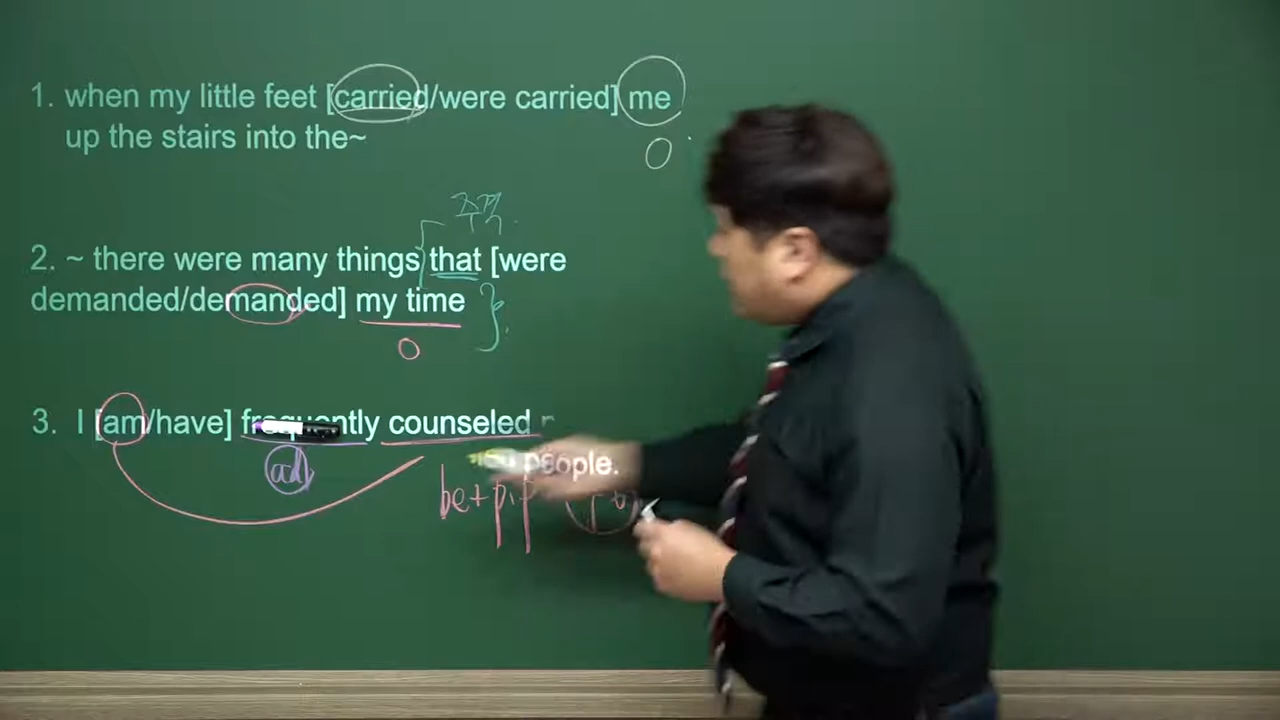 1. when my little feet [carried/were carried] me
O
up the stairs into the~
주격
2. ~ there were many things that [were
demanded/demanded] my time
O
3. I [am/have] frequently counseled
people.
ad
be+p.p